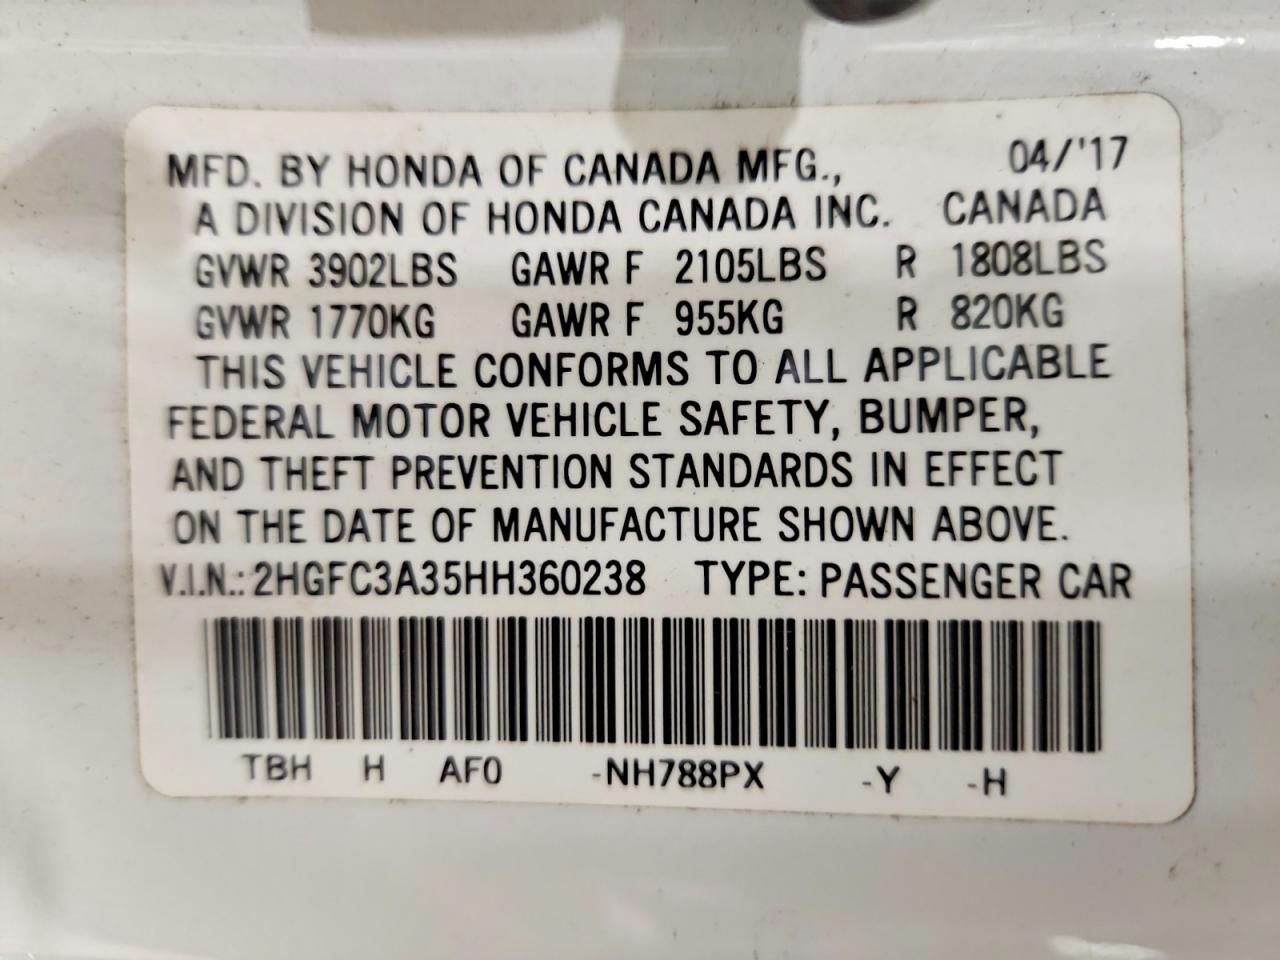 MFD. BY HONDA OF CANADA MFG., 04/'17
A DIVISION OF HONDA CANADA INC. CANADA
GVWR 3902LBS GAWR F 2105LBS R 1808LBS
GVWR 1770KG GAWR F 955KG R 820KG
THIS VEHICLE CONFORMS TO ALL APPLICABLE
FEDERAL MOTOR VEHICLE SAFETY, BUMPER,
AND THEFT PREVENTION STANDARDS IN EFFECT
ON THE DATE OF MANUFACTURE SHOWN ABOVE.
V.I.N.: 2HGFC3A35HH360238 TYPE: PASSENGER CAR
TBH H AF0 -NH788PX -Y -H